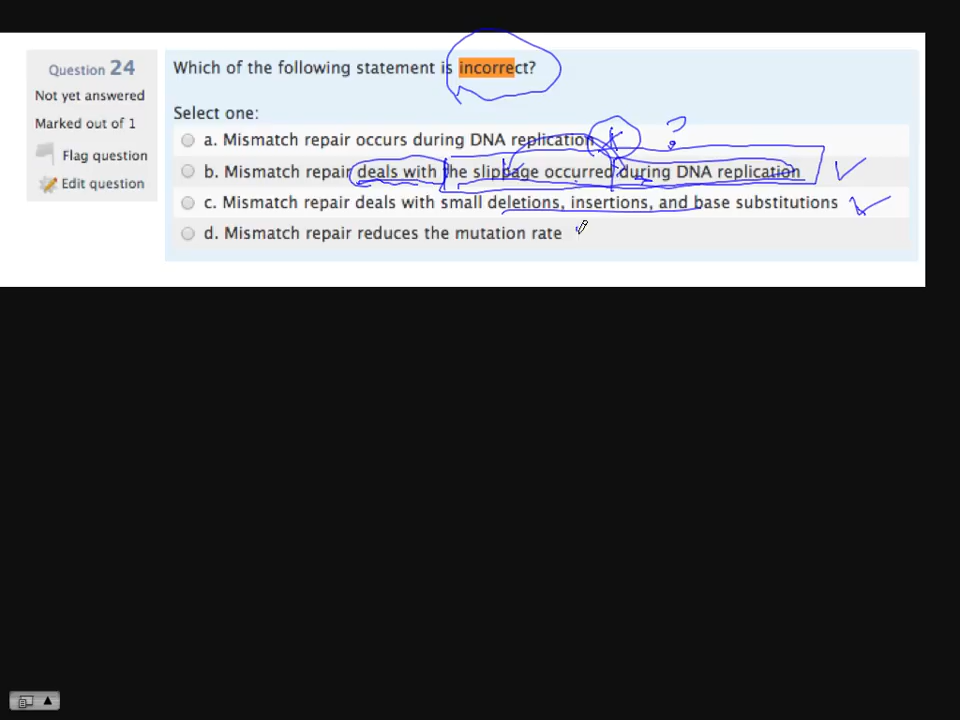 Question 24
Not yet answered
Marked out of 1
Flag question
Edit question
Which of the following statement is incorrect?
Select one:
a. Mismatch repair occurs during DNA replication
?
b. Mismatch repair deals with the slippage occurred during DNA replication
c. Mismatch repair deals with small deletions, insertions, and base substitutions
d. Mismatch repair reduces the mutation rate